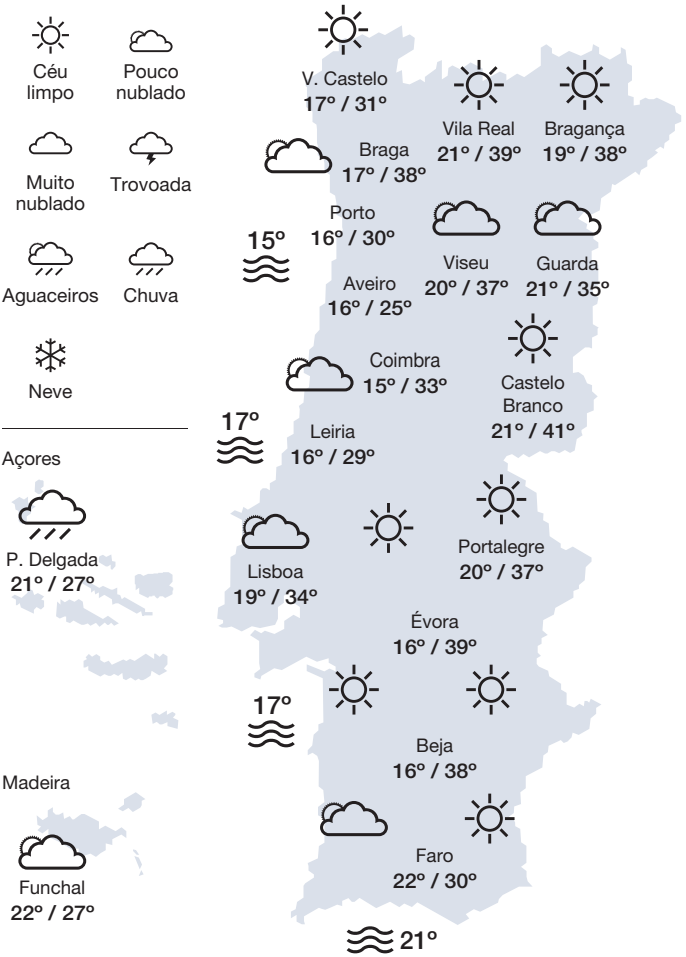 Céu
limpo
Pouco
nublado
Muito
nublado
Trovoada
Aguaceiros
Chuva
Neve
Açores
P. Delgada
21º / 27º
Madeira
Funchal
22º / 27º
V. Castelo
17º / 31º
Vila Real
21º / 39º
Bragança
19º / 38º
Braga
17º / 38º
Porto
16º / 30º
15º
Viseu
20º / 37º
Guarda
21º / 35º
Aveiro
16º / 25º
Coimbra
15º / 33º
Castelo
Branco
21º / 41º
17º
Leiria
16º / 29º
Portalegre
20º / 37º
Lisboa
19º / 34º
Évora
16º / 39º
17º
Beja
16º / 38º
Faro
22º / 30º
21º